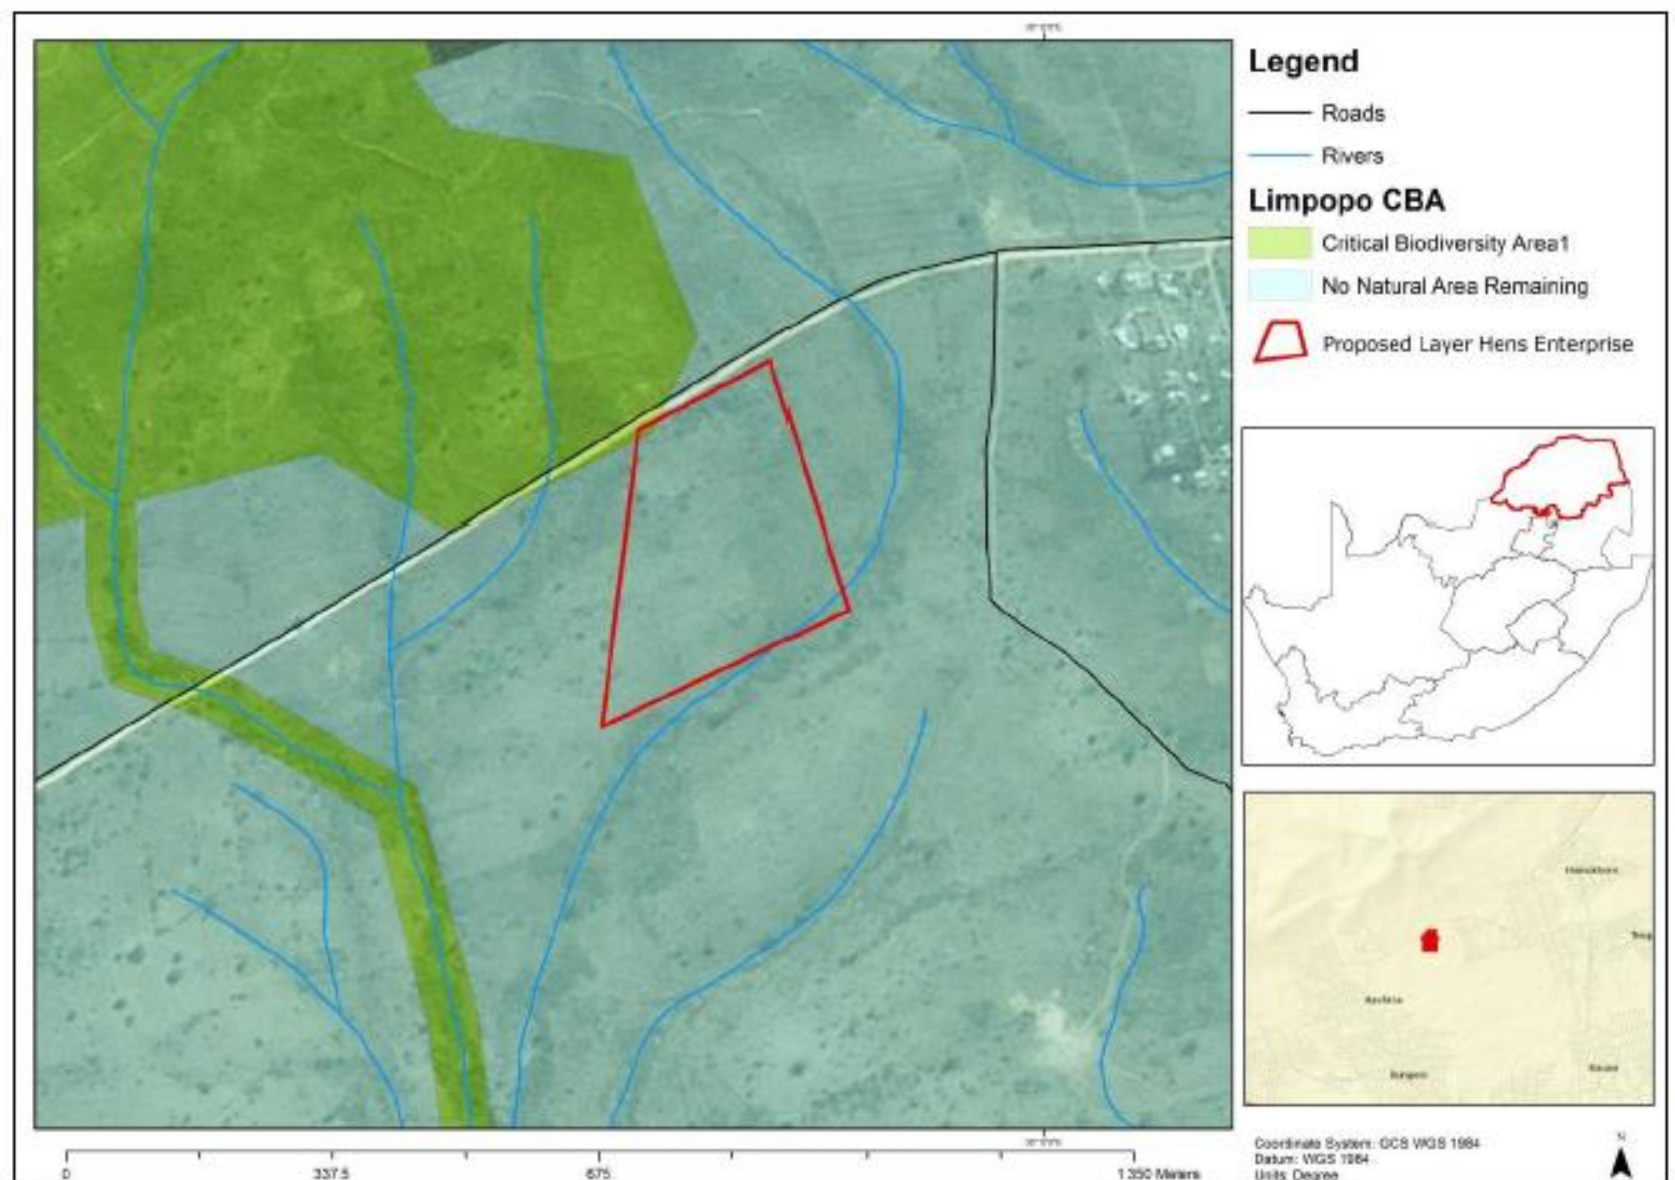 Legend
Roads
Rivers
Limpopo CBA
Critical Biodiversity Area1
No Natural Area Remaining
Proposed Layer Hens Enterprise
0 337.5 675 1 350 Meters
Coordinate System: GCS WGS 1984
Datum: WGS 1984
Units: Degree
N